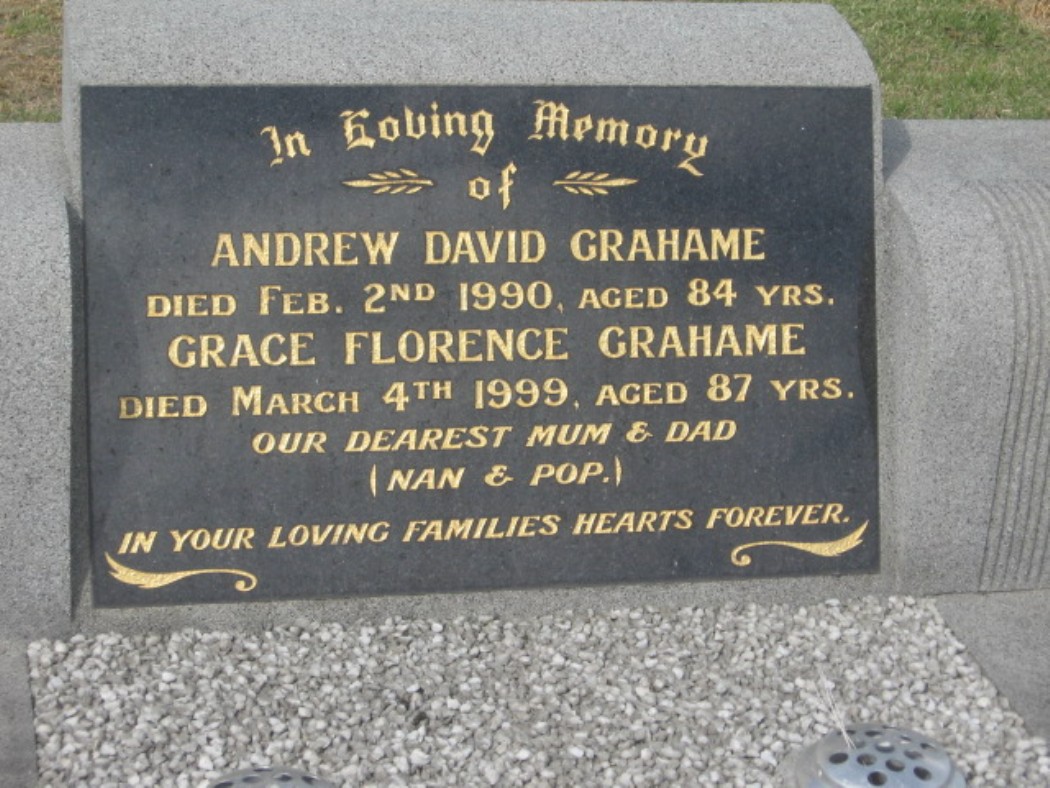 In Loving Memory
of
ANDREW DAVID GRAHAME
DIED FEB. 2ND 1990, AGED 84 YRS.
GRACE FLORENCE GRAHAME
DIED MARCH 4TH 1999, AGED 87 YRS.
OUR DEAREST MUM & DAD
(NAN & POP.)
IN YOUR LOVING FAMILIES HEARTS FOREVER.